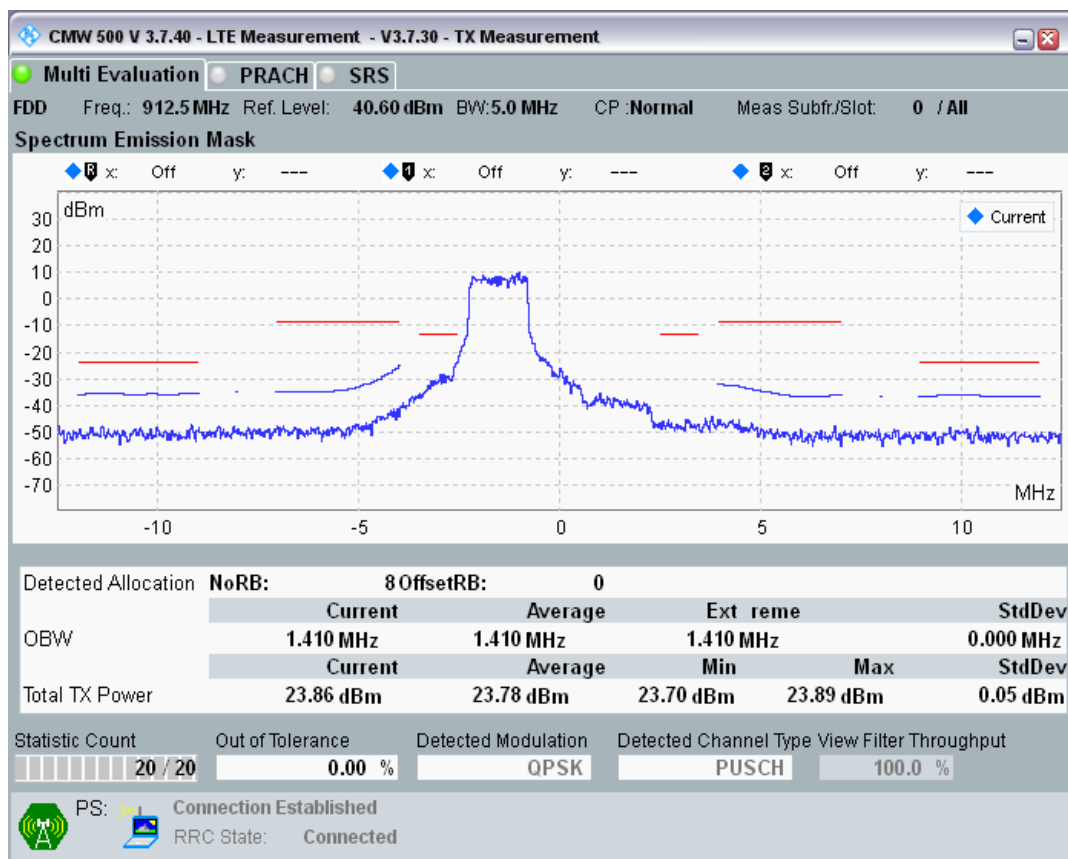 CMW 500 V 3.7.40 - LTE Measurement - V3.7.30 - TX Measurement
Multi Evaluation PRACH SRS
FDD Freq.: 912.5 MHz Ref. Level: 40.60 dBm BW:5.0 MHz CP :Normal Meas Subfr./Slot: 0 / All
Spectrum Emission Mask
R x: Off y: --- 1 x: Off y: --- 2 x: Off y: ---
dBm
Current
30
20
10
0
-10
-20
-30
-40
-50
-60
-70
MHz
-10 -5 0 5 10
Detected Allocation NoRB: 8 OffsetRB: 0
Current Average Ext reme StdDev
OBW 1.410 MHz 1.410 MHz 1.410 MHz 0.000 MHz
Current Average Min Max StdDev
Total TX Power 23.86 dBm 23.78 dBm 23.70 dBm 23.89 dBm 0.05 dBm
Statistic Count Out of Tolerance Detected Modulation Detected Channel Type View Filter Throughput
20 / 20 0.00 % QPSK PUSCH 100.0 %
PS: Connection Established
RRC State: Connected